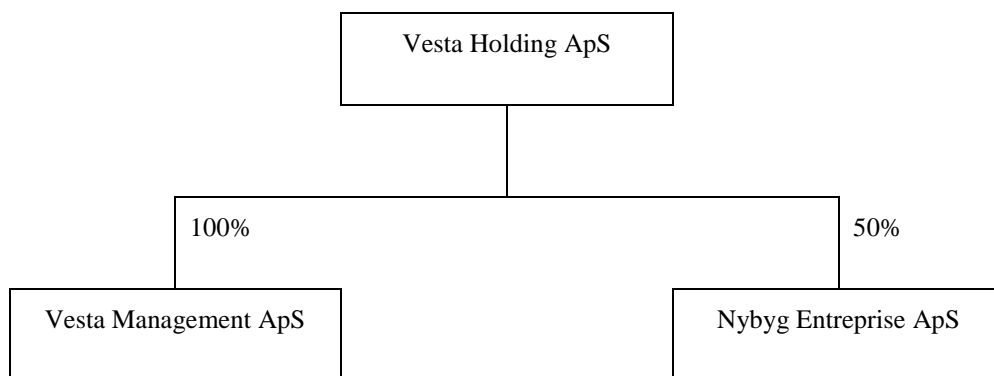 Vesta Holding ApS
100%
50%
Vesta Management ApS
Nybyg Entreprise ApS